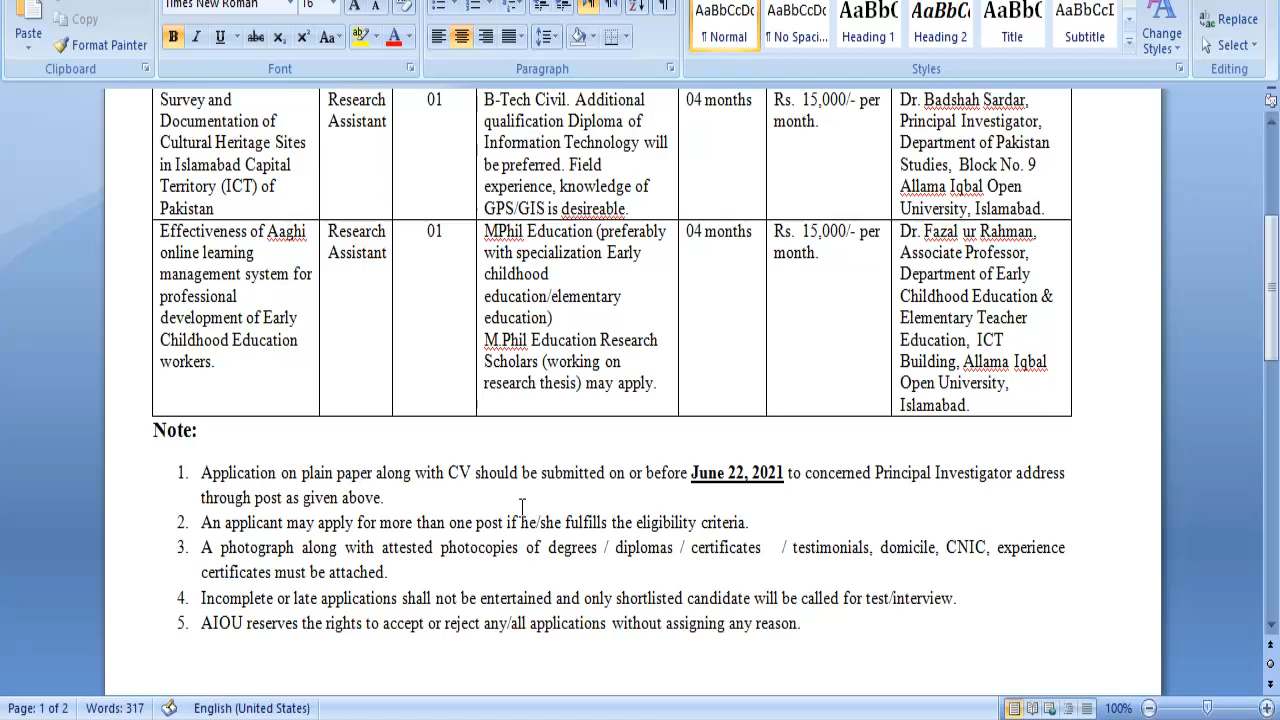 Times New Roman
16
Paste
Copy
Format Painter
Clipboard
B I U abc x₂ x² Aa
Font
Paragraph
AaBbCcDc
AaBbCcDc
AaBbC
AaBbC
AaBbC
AaBbCcI
¶ Normal
¶ No Spaci...
Heading 1
Heading 2
Title
Subtitle
Styles
Change
Styles
Replace
Select
Editing
Survey and
Documentation of
Cultural Heritage Sites
in Islamabad Capital
Territory (ICT) of
Pakistan
Research
Assistant
01
B-Tech Civil. Additional
qualification Diploma of
Information Technology will
be preferred. Field
experience, knowledge of
GPS/GIS is desireable.
04 months
Rs. 15,000/- per
month.
Dr. Badshah Sardar,
Principal Investigator,
Department of Pakistan
Studies, Block No. 9
Allama Iqbal Open
University, Islamabad.
Effectiveness of Aaghi
online learning
management system for
professional
development of Early
Childhood Education
workers.
Research
Assistant
01
MPhil Education (preferably
with specialization Early
childhood
education/elementary
education)
M.Phil Education Research
Scholars (working on
research thesis) may apply.
04 months
Rs. 15,000/- per
month.
Dr. Fazal ur Rahman,
Associate Professor,
Department of Early
Childhood Education &
Elementary Teacher
Education, ICT
Building, Allama Iqbal
Open University,
Islamabad.
Note:
1. Application on plain paper along with CV should be submitted on or before June 22, 2021 to concerned Principal Investigator address
through post as given above.
2. An applicant may apply for more than one post if he/she fulfills the eligibility criteria.
3. A photograph along with attested photocopies of degrees / diplomas / certificates / testimonials, domicile, CNIC, experience
certificates must be attached.
4. Incomplete or late applications shall not be entertained and only shortlisted candidate will be called for test/interview.
5. AIOU reserves the rights to accept or reject any/all applications without assigning any reason.
Page: 1 of 2
Words: 317
English (United States)
100%